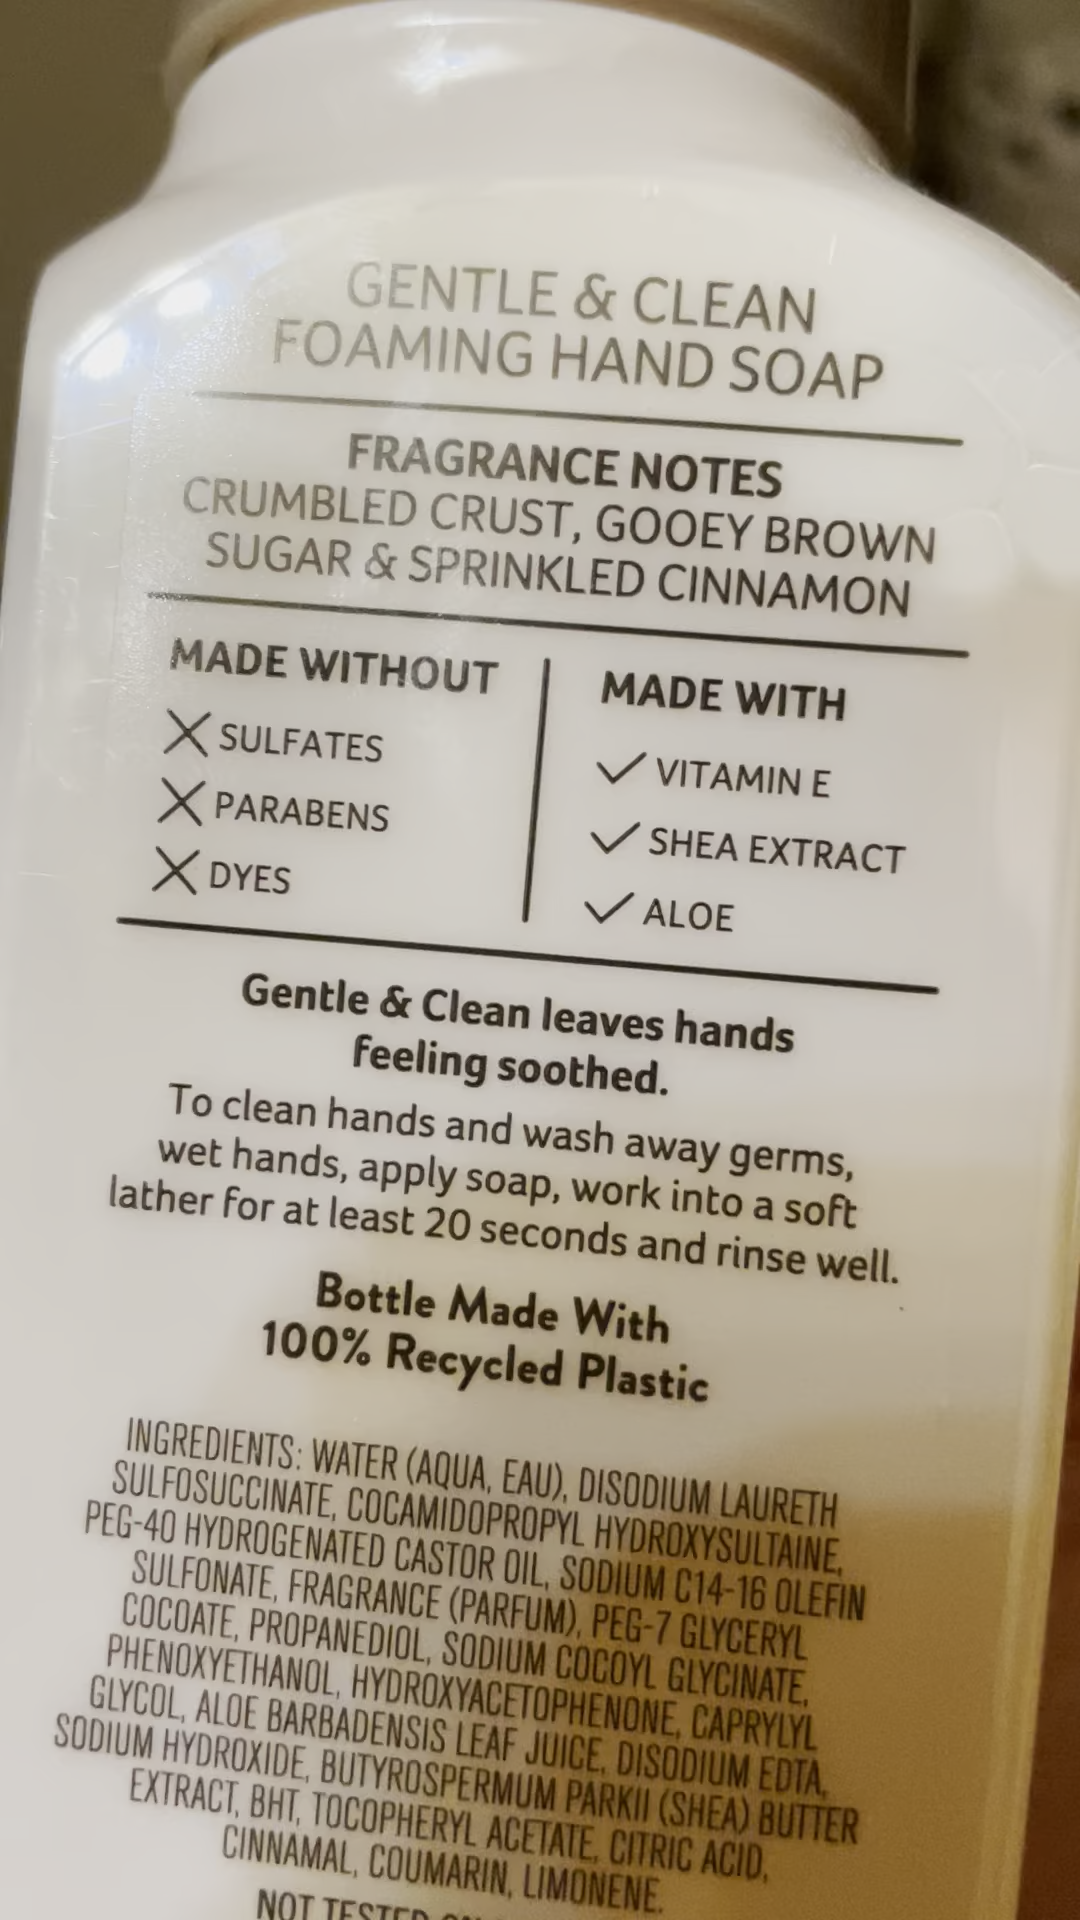 GENTLE & CLEAN
FOAMING HAND SOAP
FRAGRANCE NOTES
CRUMBLED CRUST, GOOEY BROWN
SUGAR & SPRINKLED CINNAMON
MADE WITHOUT
SULFATES
PARABENS
DYES
MADE WITH
VITAMIN E
SHEA EXTRACT
ALOE
Gentle & Clean leaves hands
feeling soothed.
To clean hands and wash away germs,
wet hands, apply soap, work into a soft
lather for at least 20 seconds and rinse well.
Bottle Made With
100% Recycled Plastic
INGREDIENTS: WATER (AQUA, EAU), DISODIUM LAURETH
SULFOSUCCINATE, COCAMIDOPROPYL HYDROXYSULTAINE,
PEG-40 HYDROGENATED CASTOR OIL, SODIUM C14-16 OLEFIN
SULFONATE, FRAGRANCE (PARFUM), PEG-7 GLYCERYL
COCOATE, PROPANEDIOL, SODIUM COCOYL GLYCINATE,
PHENOXYETHANOL, HYDROXYACETOPHENONE, CAPRYLYL
GLYCOL, ALOE BARBADENSIS LEAF JUICE, DISODIUM EDTA,
SODIUM HYDROXIDE, BUTYROSPERMUM PARKII (SHEA) BUTTER
EXTRACT, BHT, TOCOPHERYL ACETATE, CITRIC ACID,
CINNAMAL, COUMARIN, LIMONENE.
NOT TESTED